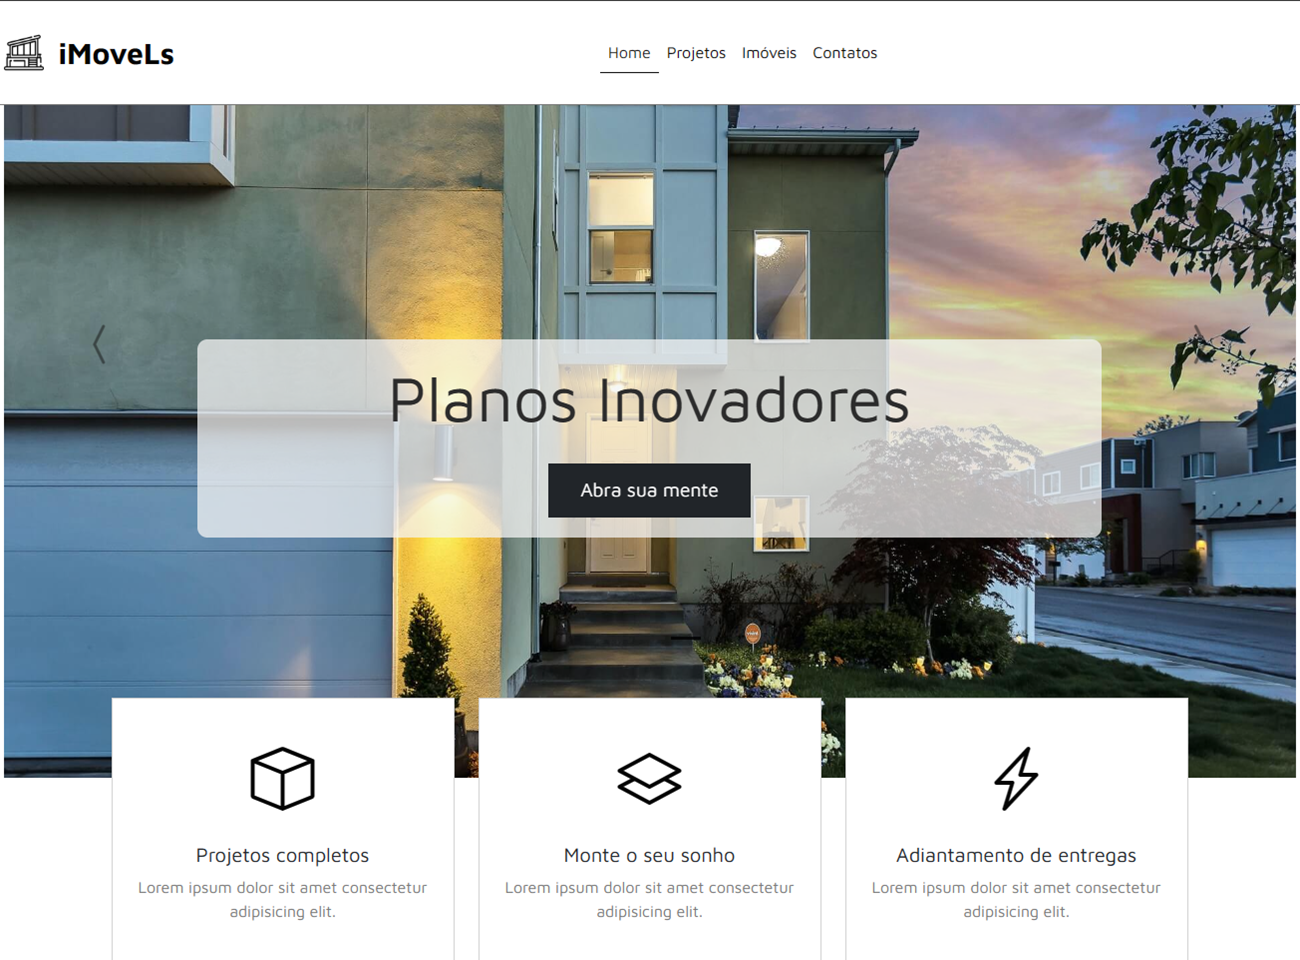 iMoveLs
Home Projetos Imóveis Contatos
Planos Inovadores
Abra sua mente
Projetos completos
Lorem ipsum dolor sit amet consectetur
adipisicing elit.
Monte o seu sonho
Lorem ipsum dolor sit amet consectetur
adipisicing elit.
Adiantamento de entregas
Lorem ipsum dolor sit amet consectetur
adipisicing elit.